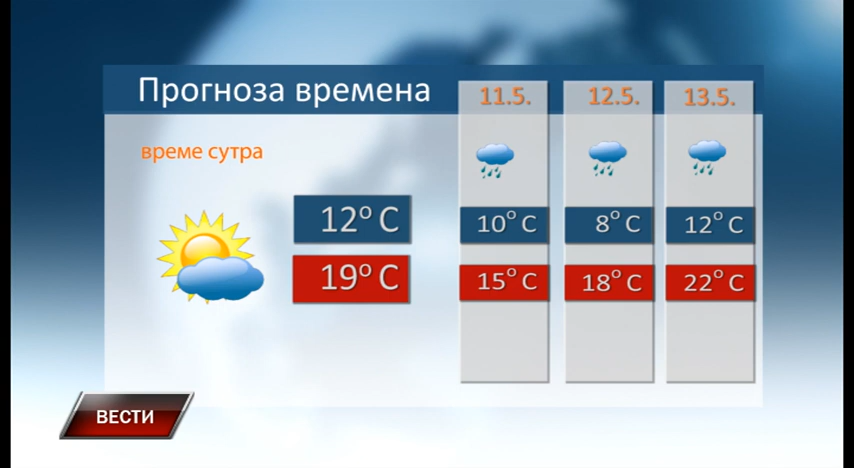 Прогноза времена
време сутра
12° C
19° C
11.5.
12.5.
13.5.
10° C
8° C
12° C
15° C
18° C
22° C
ВЕСТИ